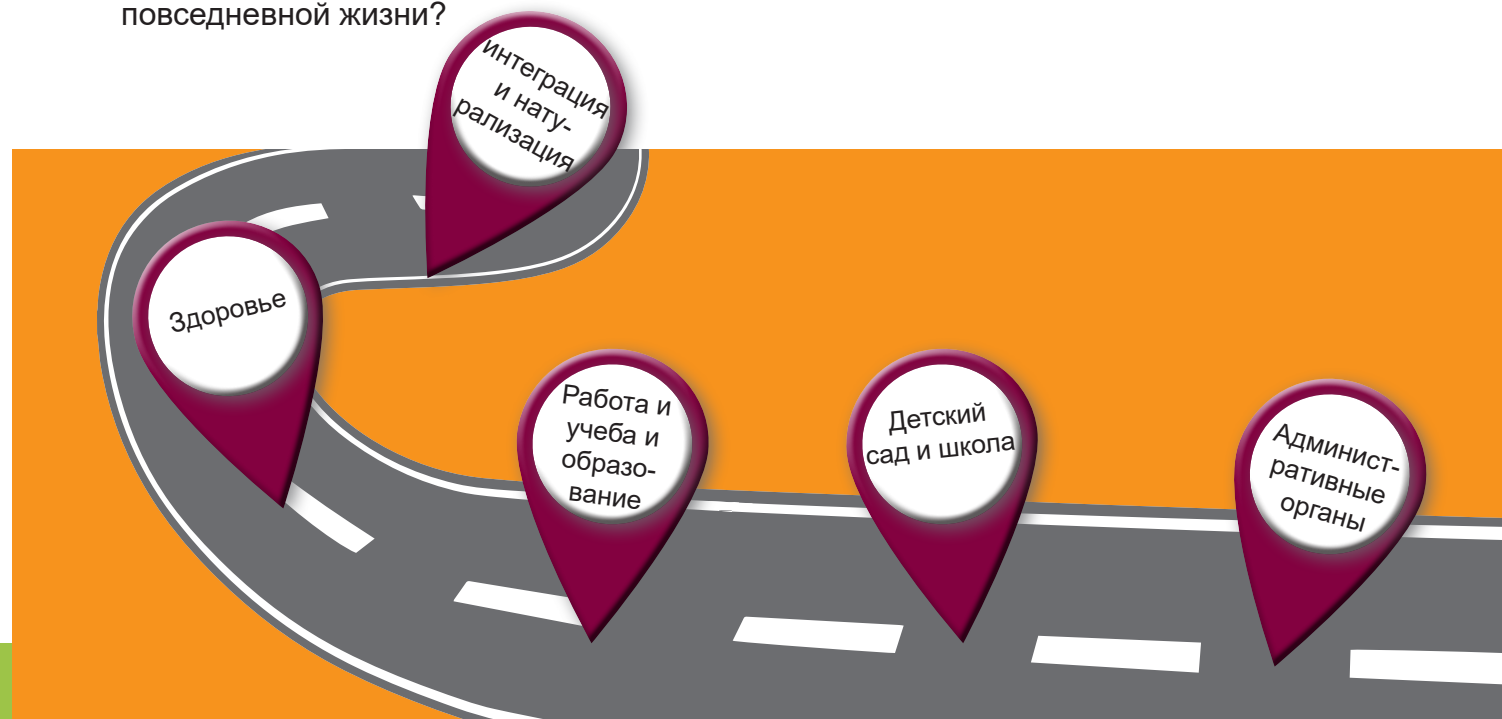 повседневной жизни?
интеграция
и нату-
рализация
Здоровье
Работа и
учеба и
образо-
вание
Детский
сад и школа
Админист-
ративные
органы